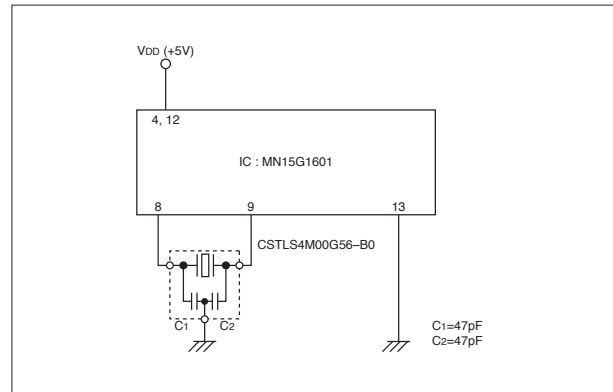 VDD (+5V)
4, 12
IC : MN15G1601
8
9
13
CSTLS4M00G56–B0
C1
C2
C1=47pF
C2=47pF